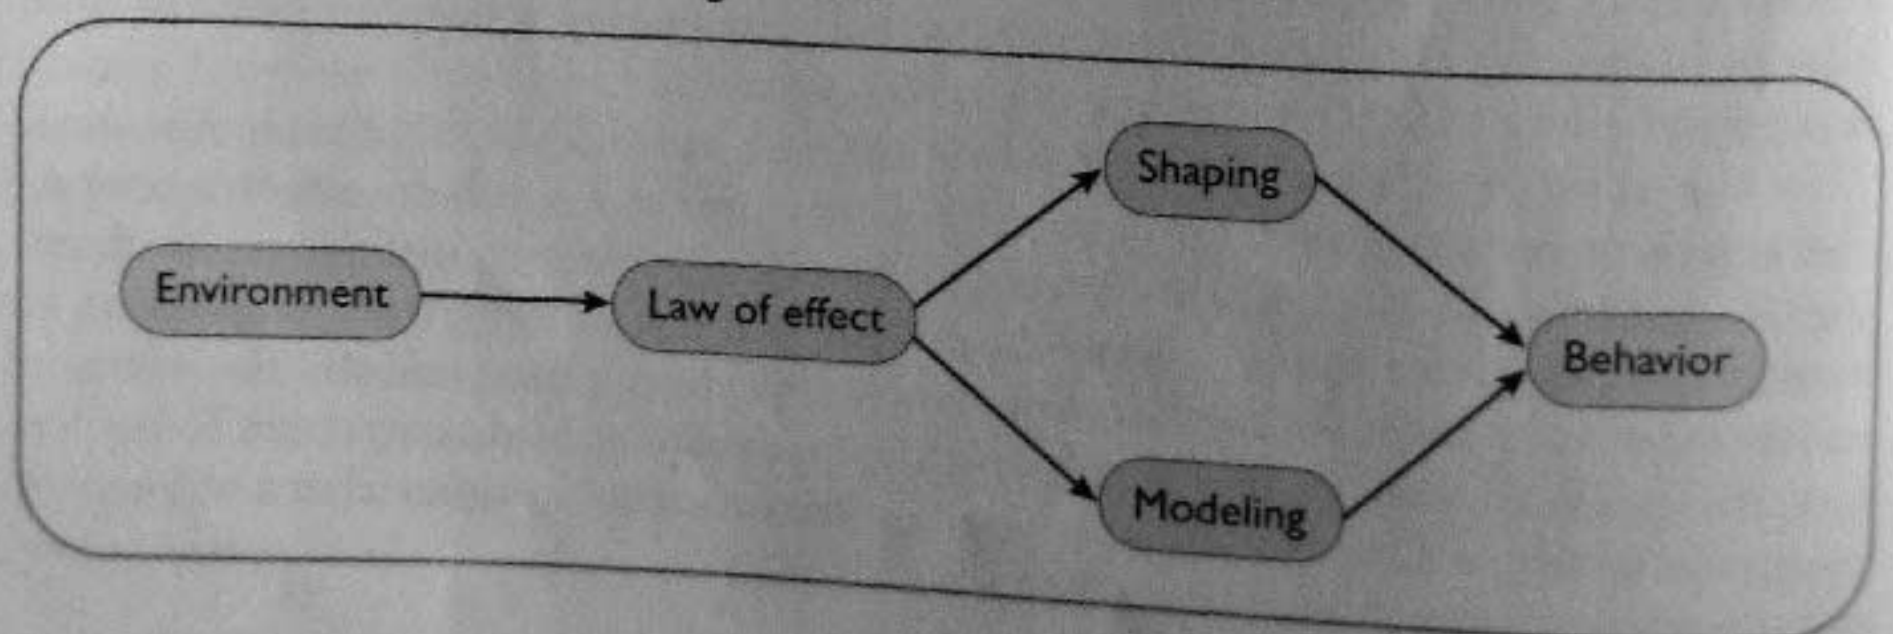 Environment
Law of effect
Shaping
Modeling
Behavior